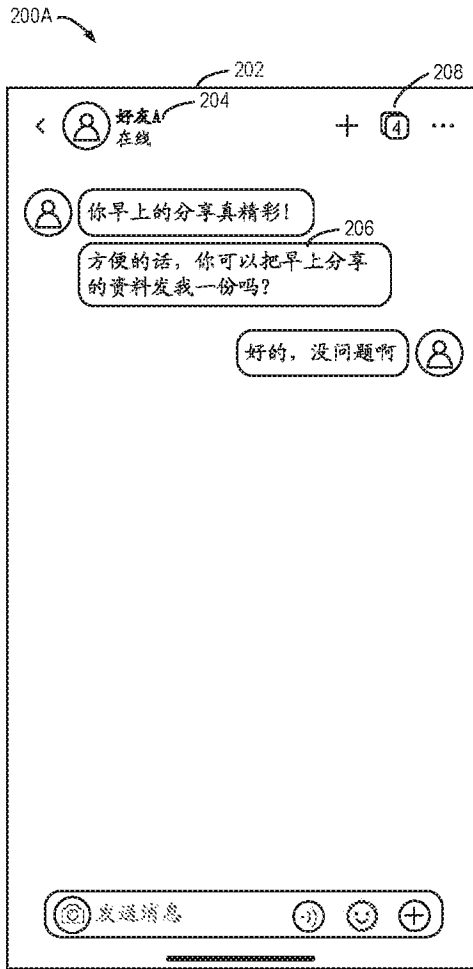 200A
202
208
好友A
204
4
在线
你早上的分享真精彩！
206
方便的话，你可以把早上分享
的资料发我一份吗？
好的，没问题啊
发送消息